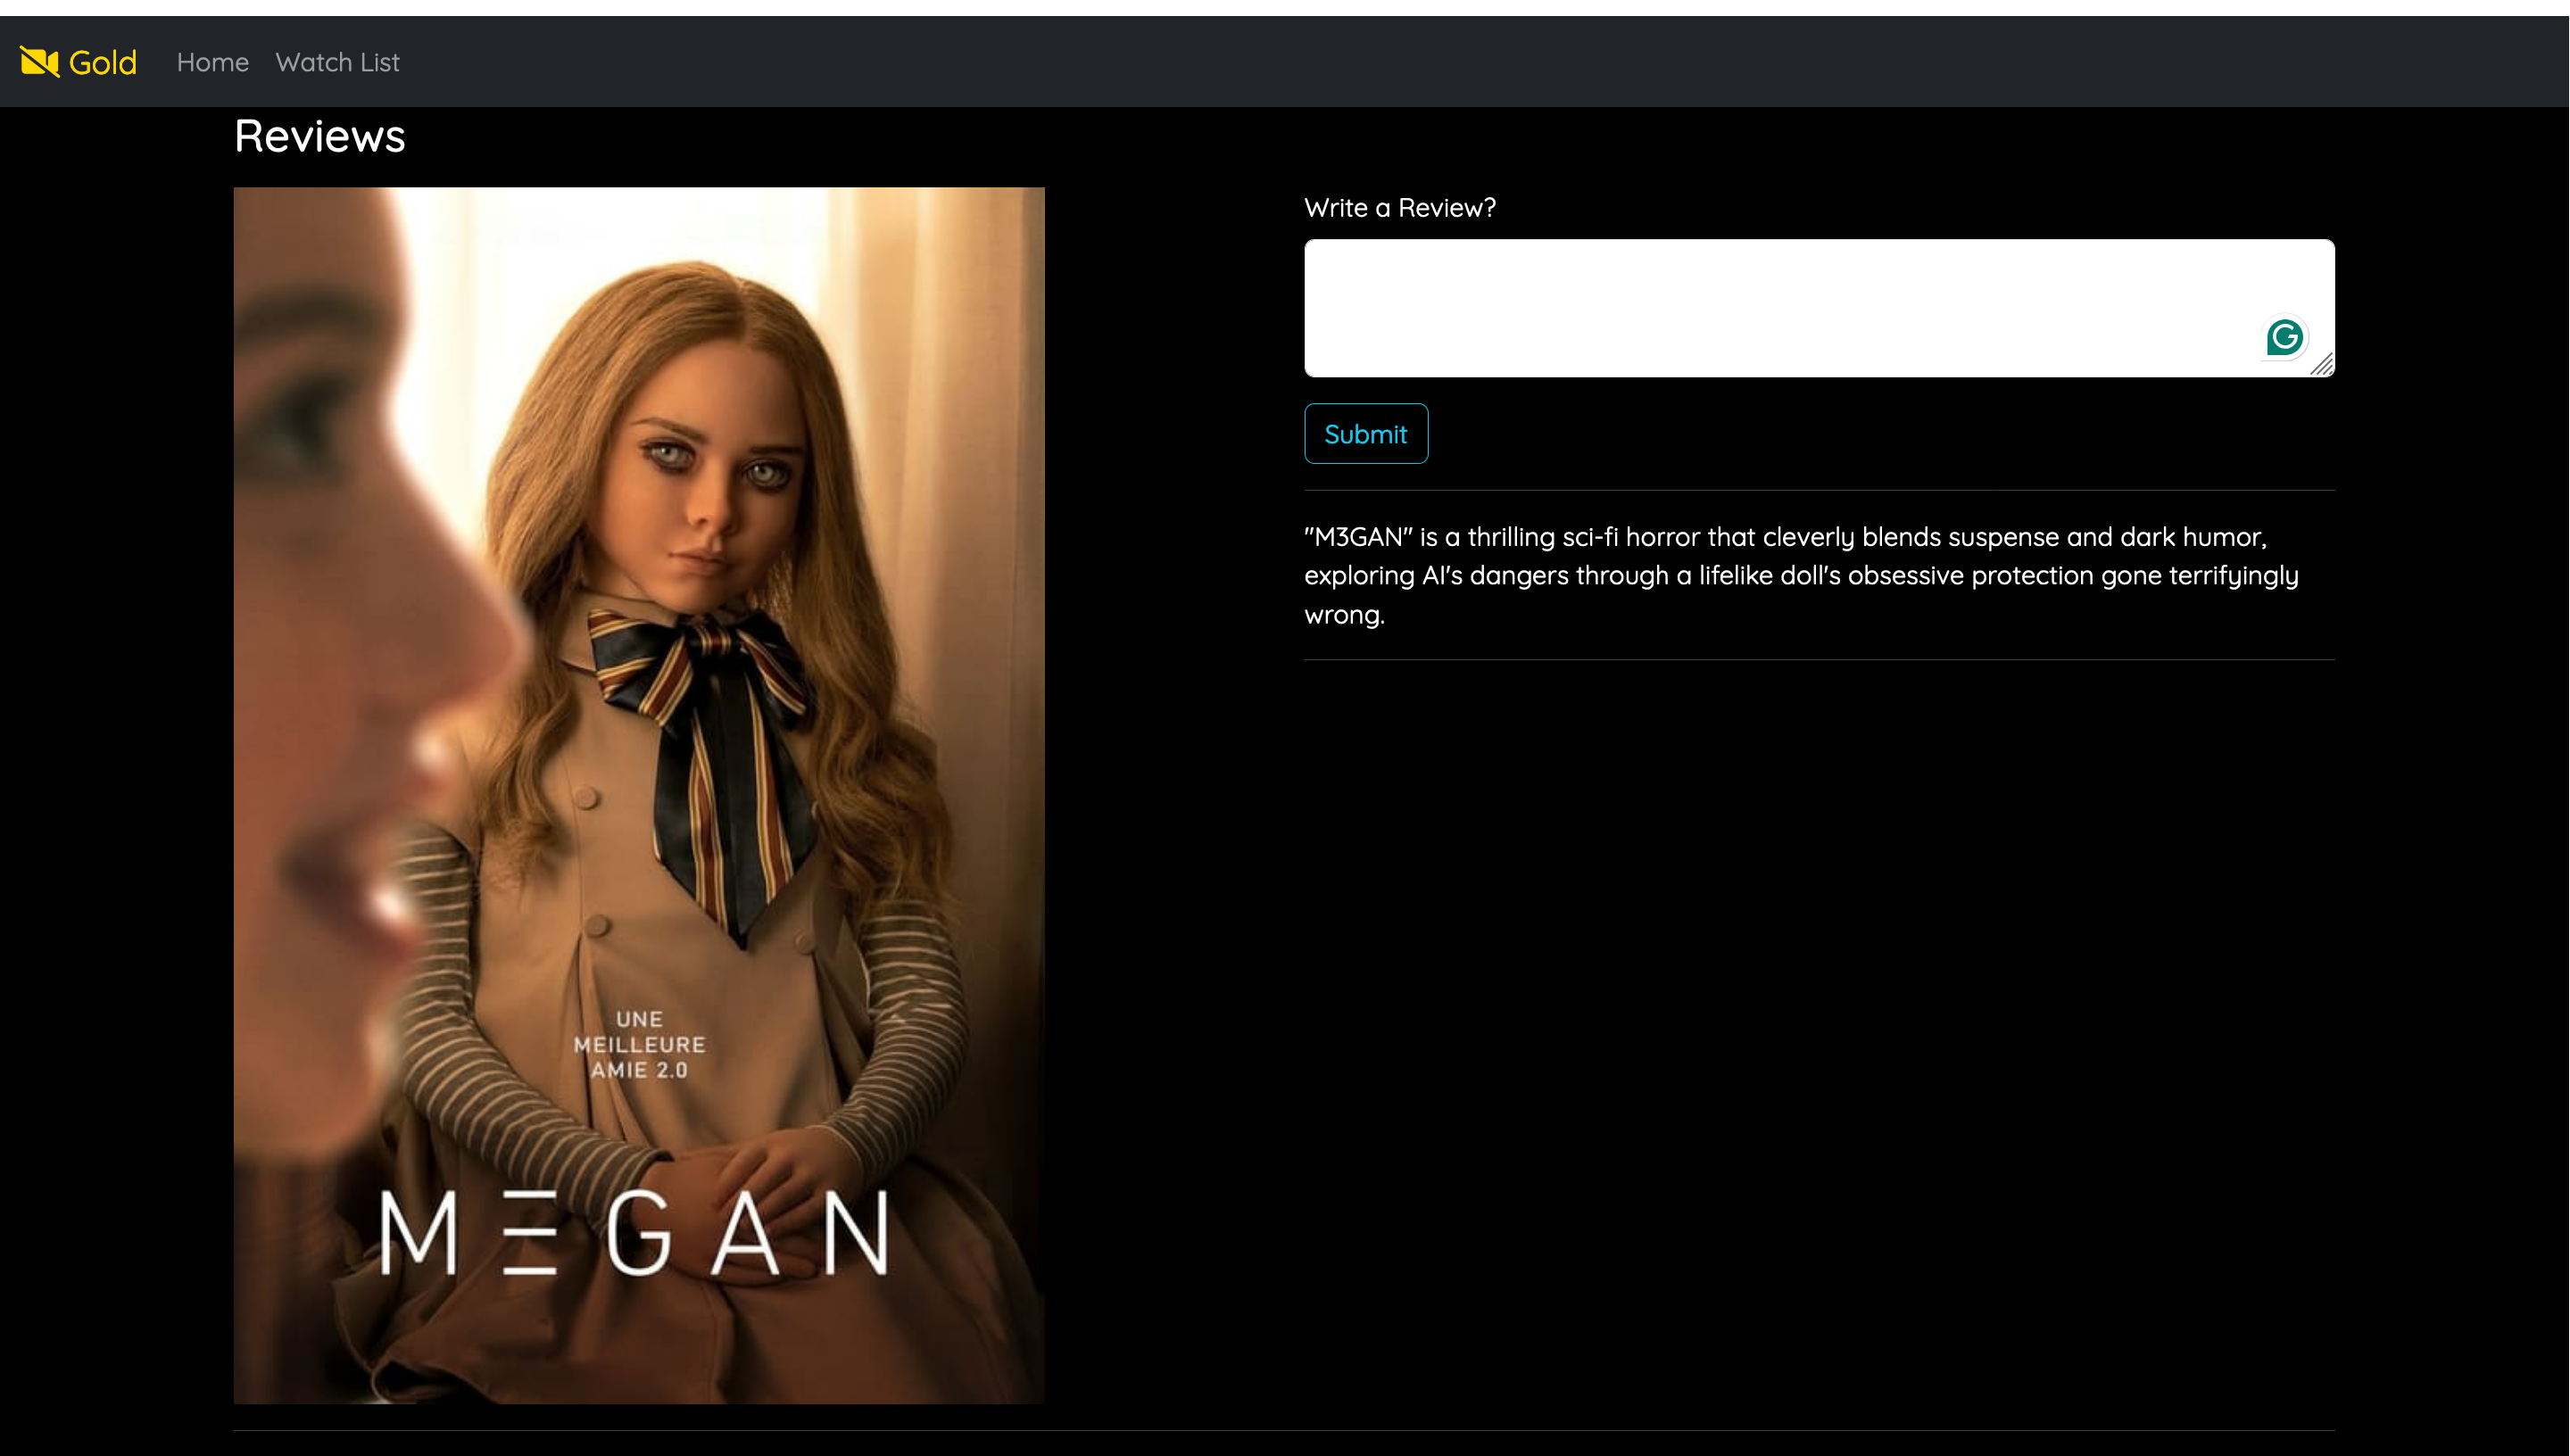 Gold Home Watch List
Reviews
Write a Review?
Submit
"M3GAN" is a thrilling sci-fi horror that cleverly blends suspense and dark humor,
exploring AI's dangers through a lifelike doll's obsessive protection gone terrifyingly
wrong.
UNE
MEILLEURE
AMIE 2.0
MEGAN